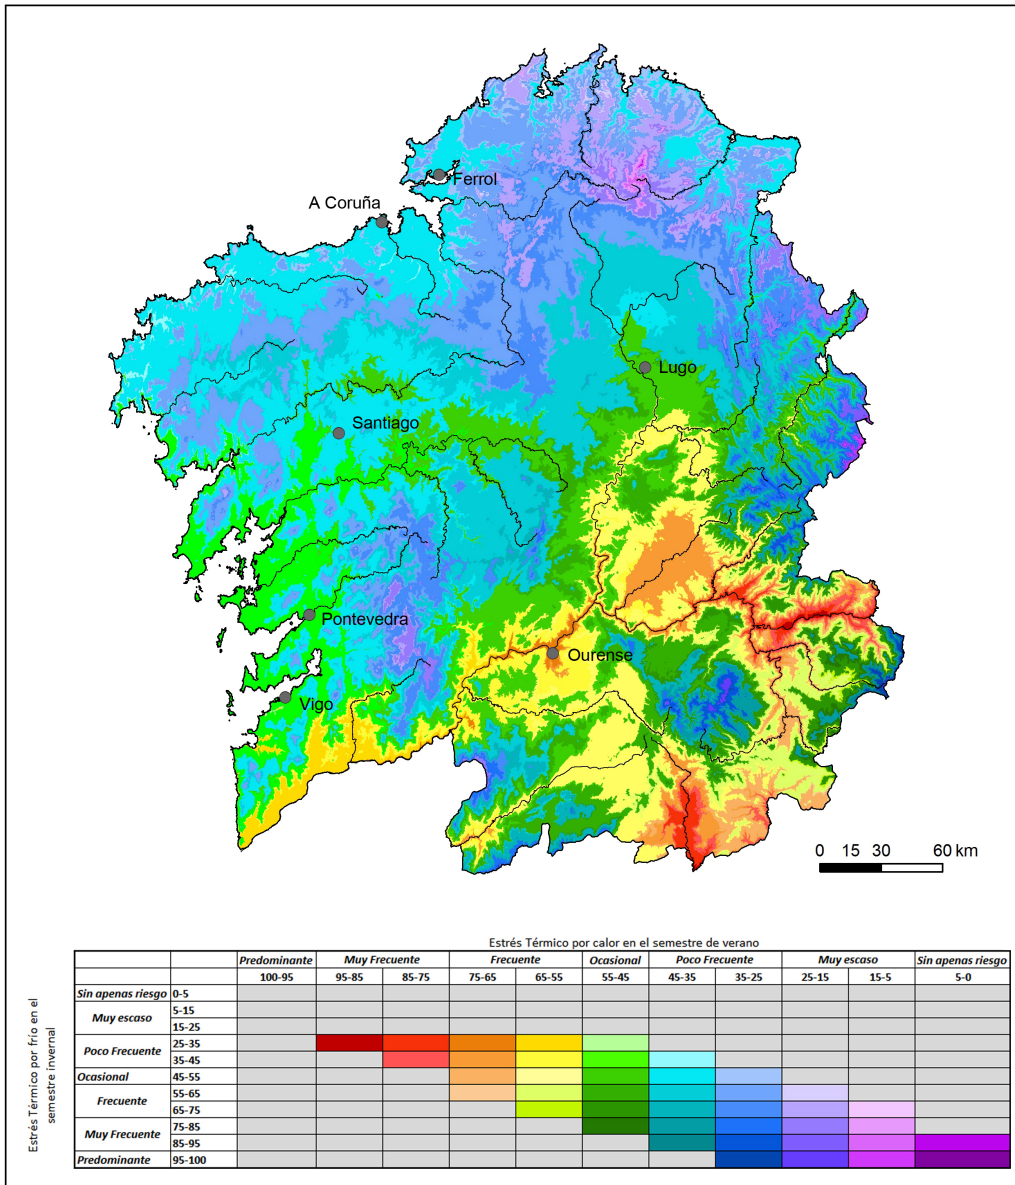 Ferrol
A Coruña
Lugo
Santiago
Pontevedra
Ourense
Vigo
0 15 30 60 km
Estrés Térmico por calor en el semestre de verano
Predominante Muy Frecuente Frecuente Ocasional Poco Frecuente Muy escaso Sin apenas riesgo
100-95 95-85 85-75 75-65 65-55 55-45 45-35 35-25 25-15 15-5 5-0
Estrés Térmico por frío en el
semestre invernal
Sin apenas riesgo 0-5
Muy escaso 5-15
15-25
Poco Frecuente 25-35
35-45
Ocasional 45-55
Frecuente 55-65
65-75
Muy Frecuente 75-85
85-95
Predominante 95-100